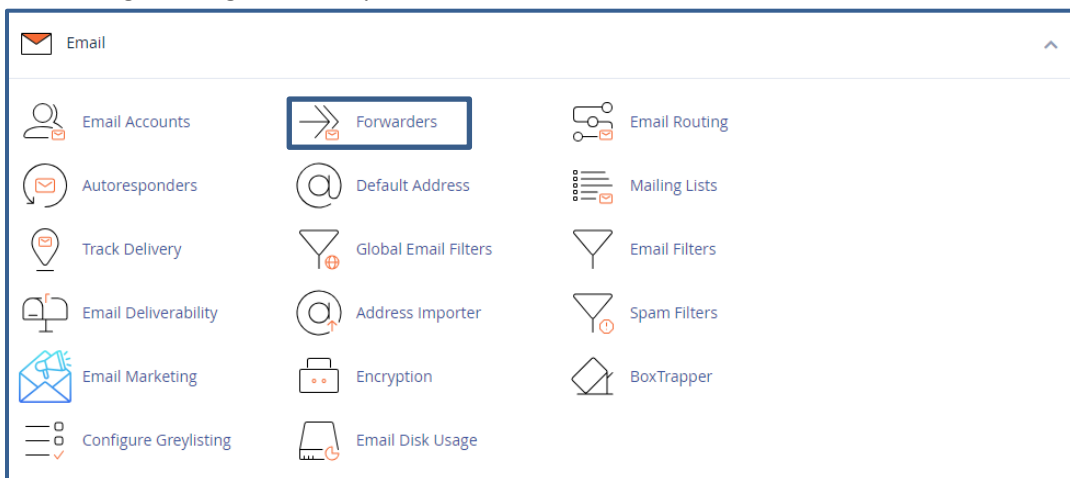 Email
Email Accounts
Forwarders
Email Routing
Autoresponders
Default Address
Mailing Lists
Track Delivery
Global Email Filters
Email Filters
Email Deliverability
Address Importer
Spam Filters
Email Marketing
Encryption
BoxTrapper
Configure Greylisting
Email Disk Usage